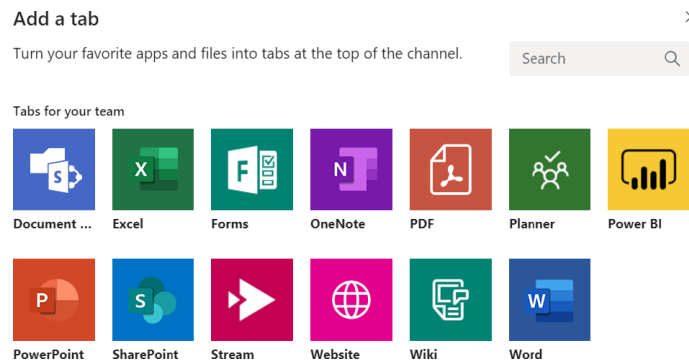 Add a tab
Turn your favorite apps and files into tabs at the top of the channel.
Search
Tabs for your team
Document ... Excel Forms OneNote PDF Planner Power BI
PowerPoint SharePoint Stream Website Wiki Word